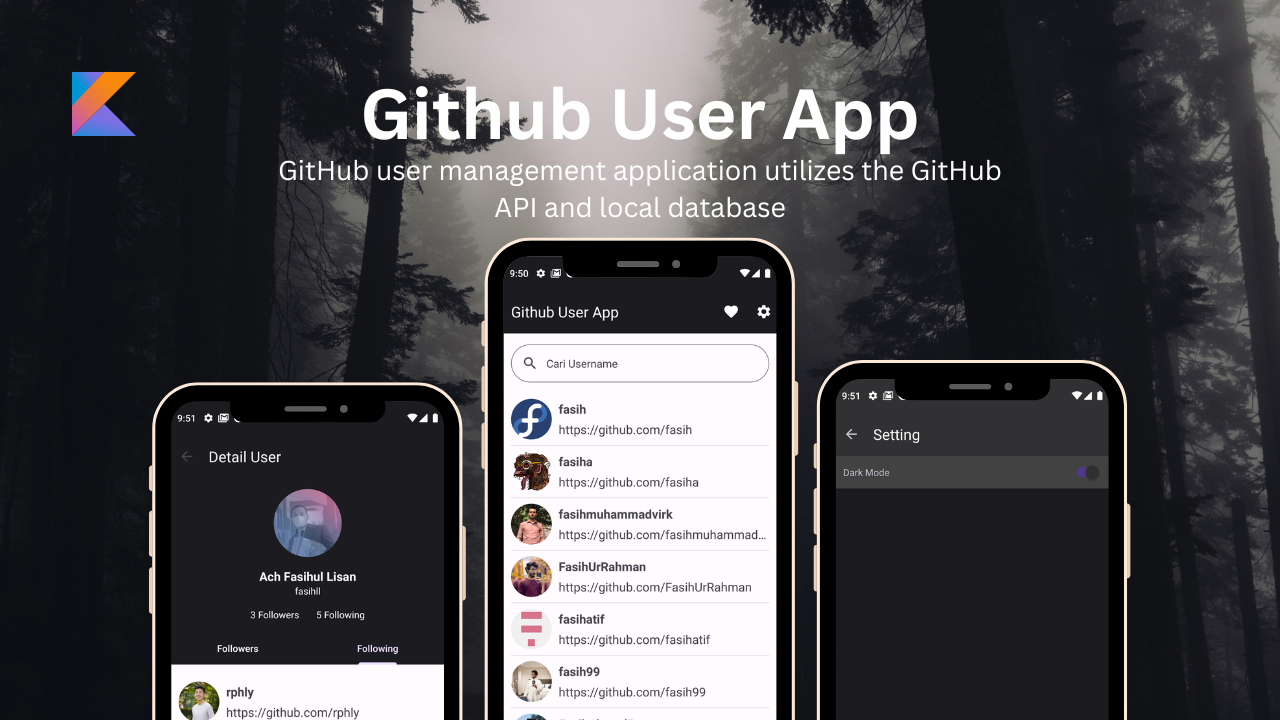 Github User App
GitHub user management application utilizes the GitHub
API and local database
9:50
Github User App
Cari Username
fasih
https://github.com/fasih
fasiha
https://github.com/fasiha
fasihmuhammadvirk
https://github.com/fasihmuhammad...
FasihUrRahman
https://github.com/FasihUrRahman
fasihatif
https://github.com/fasihatif
fasih99
https://github.com/fasih99
9:51
Detail User
Ach Fasihul Lisan
fasihll
3 Followers 5 Following
Followers Following
rphly
https://github.com/rphly
9:51
Setting
Dark Mode